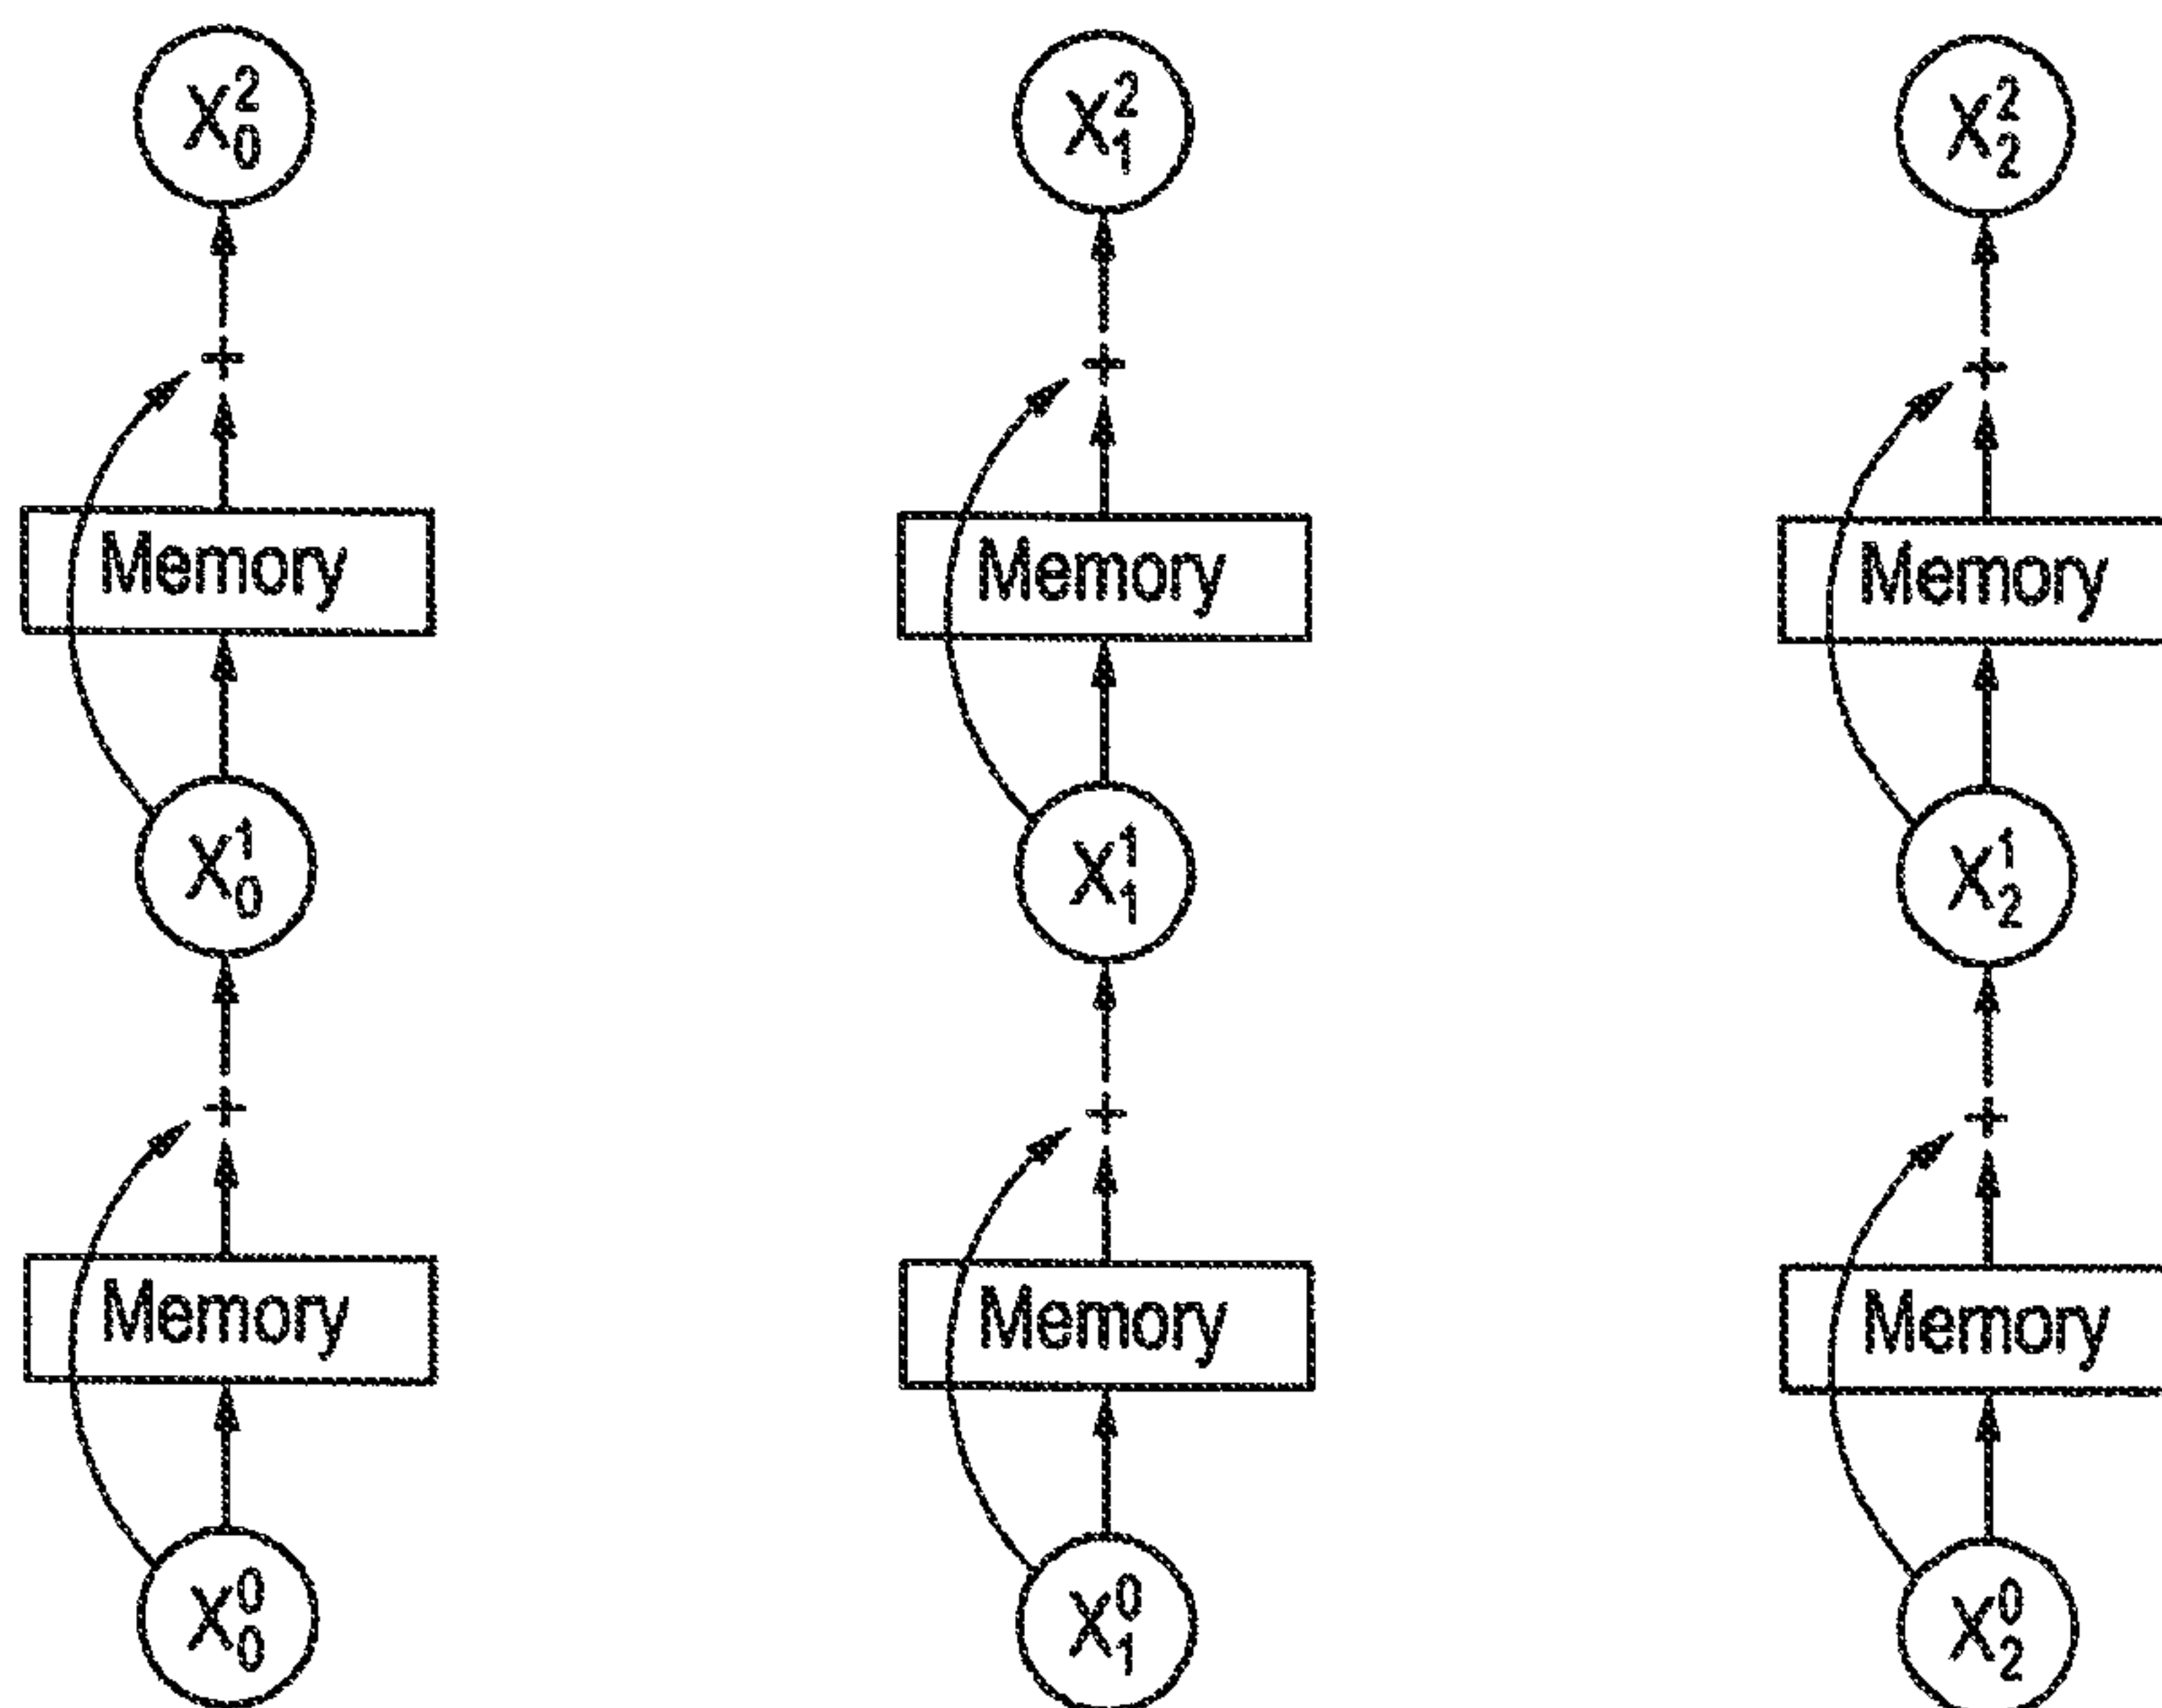 X₀² X₁² X₂²
+ + +
Memory Memory Memory
X₀¹ X₁¹ X₂¹
+ + +
Memory Memory Memory
X₀⁰ X₁⁰ X₂⁰